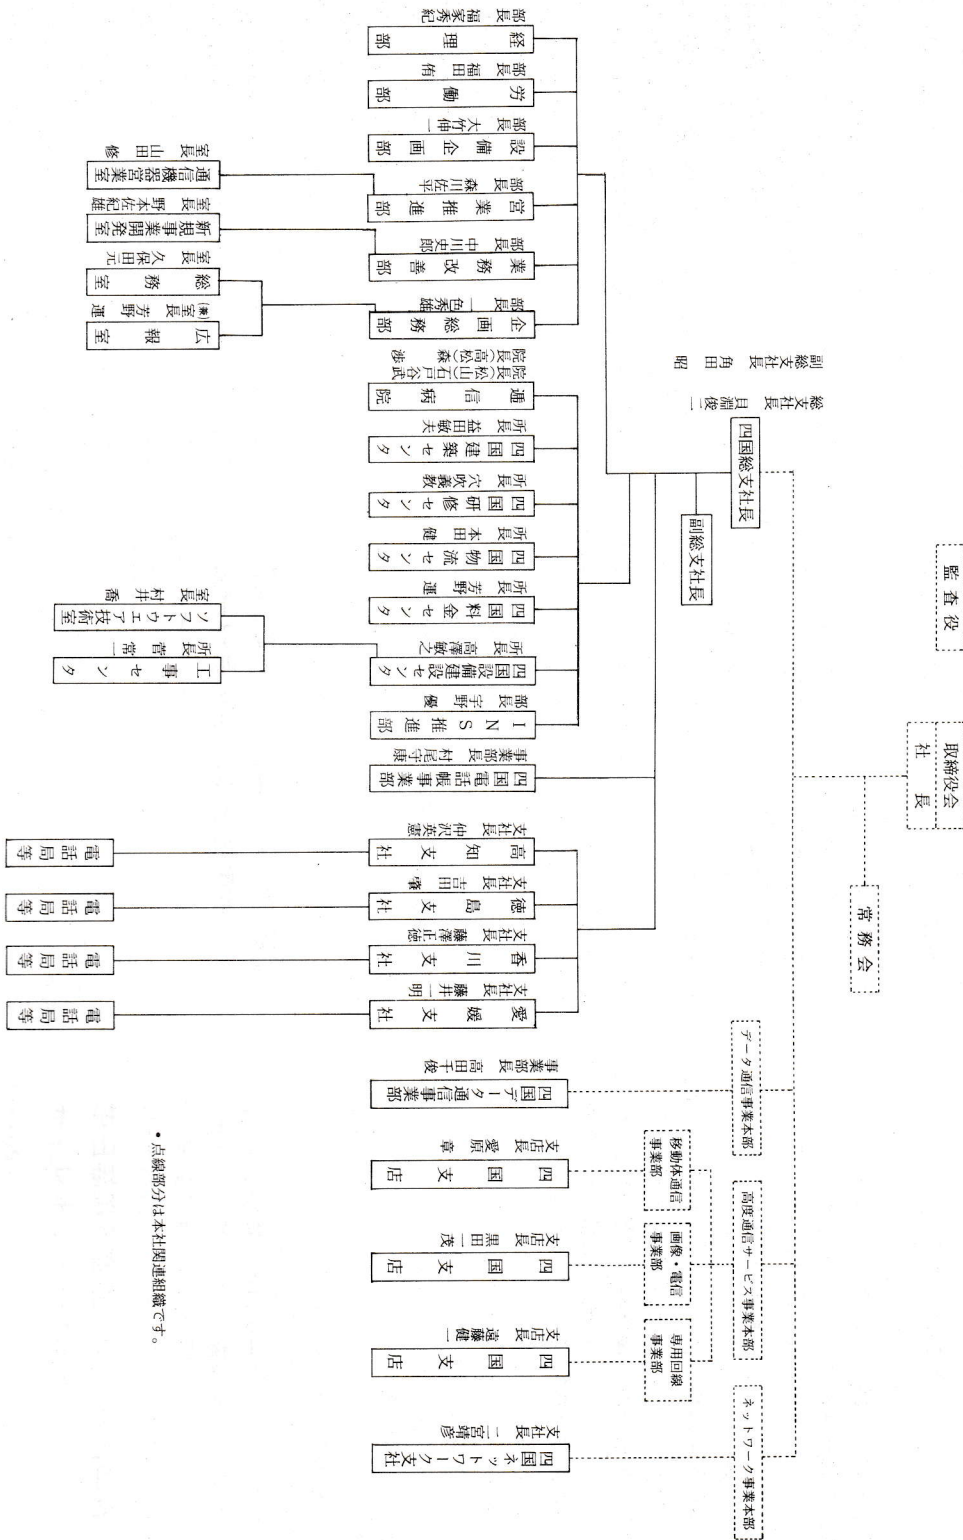 監査役
取締役会
社長
常務会
総支社長 貝淵俊二
副総支社長 角田昭
四国総支社長
副総支社長
部長 福家秀紀
経理部
部長 福田侑
労働部
部長 大竹伸一
設備企画部
部長 森川佐平
営業推進部
室長 山田修
通信機器営業室
部長 中川史郎
業務改善部
室長 野本佐紀雄
新規事業開発室
部長 一色秀雄
企画総務部
室長 久保田元
総務室
(兼)室長 芳野運
広報室
院長(高松)森渉
院長(松山)石戸谷武
逓信病院
所長 益田敏夫
四国建築センタ
所長 穴吹義教
四国研修センタ
所長 本田健
四国物流センタ
所長 芳野運
四国料金センタ
所長 高澤敏之
四国設備建設センタ
室長 村井喬
ソフトウェア技術室
所長 菅常一
工事センタ
部長 宇野優
INS推進部
事業部長 村尾守康
四国電話帳事業部
支社長 仲沢英憲
高知支社
電話局等
支社長 吉田肇
徳島支社
電話局等
支社長 藤澤正徳
香川支社
電話局等
支社長 藤井一明
愛媛支社
電話局等
データ通信事業本部
事業部長 高田千俊
四国データ通信事業部
高度通信サービス事業本部
移動体通信
事業部
支店長 愛原章
四国支店
画像・電信
事業部
支店長 黒田一茂
四国支店
専用回線
事業部
支店長 遠藤健一
四国支店
ネットワーク事業本部
支社長 二宮靖彦
四国ネットワーク支社
•点線部分は本社関連組織です。